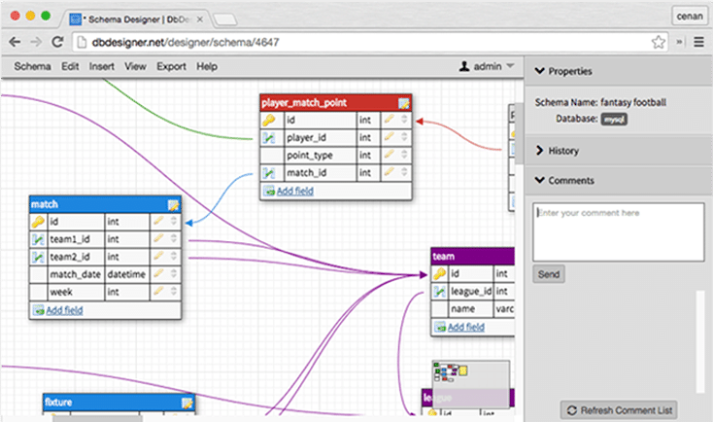 * Schema Designer | DbDes
cenan
dbdesigner.net/designer/schema/4647
Schema Edit Insert View Export Help
admin
Properties
Schema Name: fantasy football
Database: mysql
History
Comments
Enter your comment here
Send
Refresh Comment List
player_match_point
id int
player_id int
point_type int
match_id int
Add field
p
match
id int
team1_id int
team2_id int
match_date datetime
week int
Add field
team
id int
league_id int
name varc
Add field
fixture
league
id int